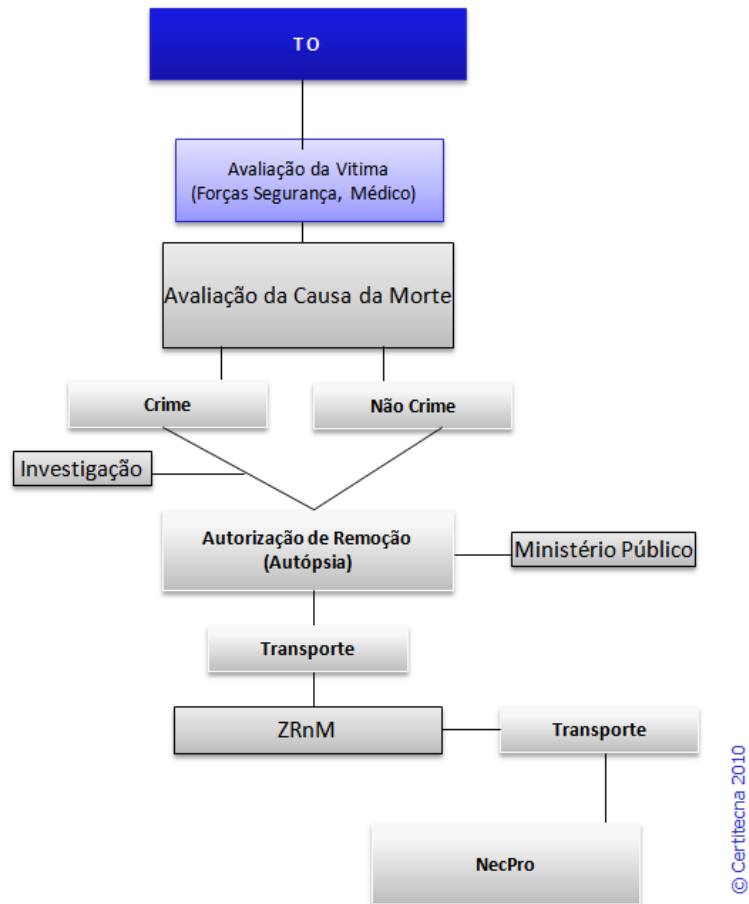 TO
Avaliação da Vitima
(Forças Segurança, Médico)
Avaliação da Causa da Morte
Crime
Não Crime
Investigação
Autorização de Remoção
(Autópsia)
Ministério Público
Transporte
ZRnM
Transporte
NecPro
© Certitecna 2010